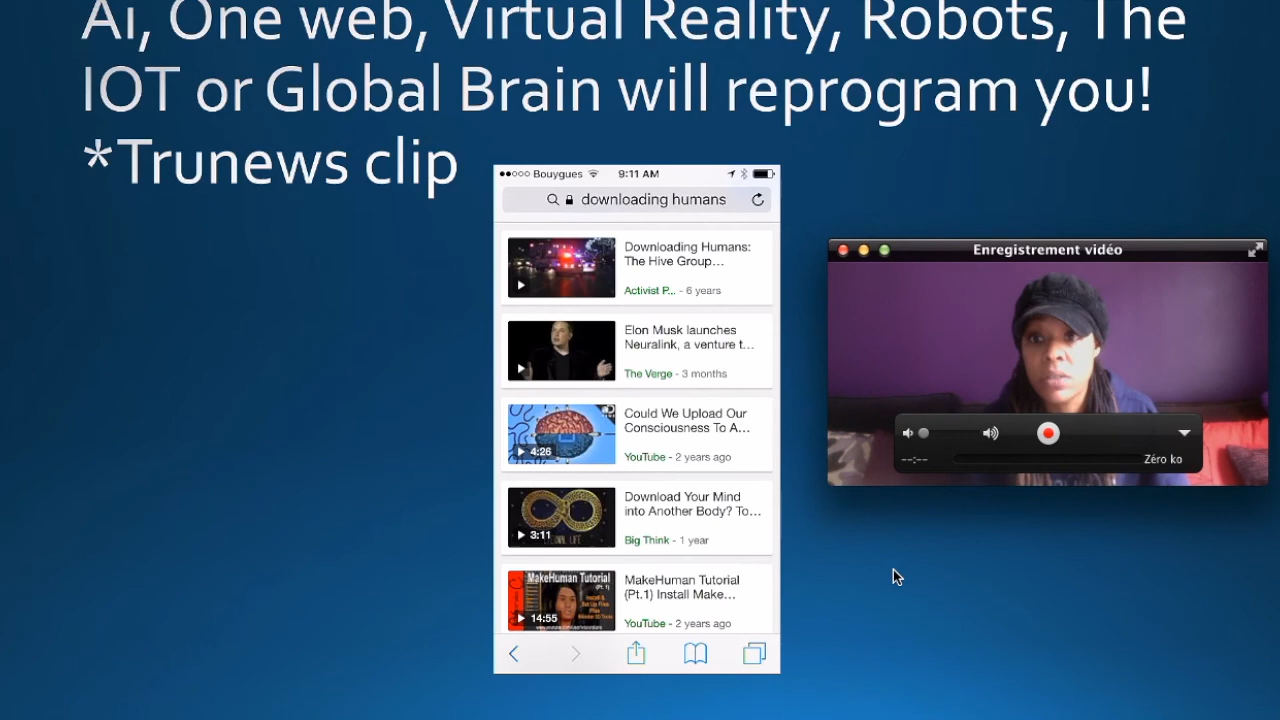 Ai, One web, Virtual Reality, Robots, The
IOT or Global Brain will reprogram you!
*Trunews clip
Bouygues 9:11 AM
downloading humans
Downloading Humans:
The Hive Group...
Activist P... - 6 years
Elon Musk launches
Neuralink, a venture t...
The Verge - 3 months
Could We Upload Our
Consciousness To A...
4:26
YouTube - 2 years ago
Download Your Mind
into Another Body? To...
3:11
Big Think - 1 year
MakeHuman Tutorial
(Pt.1)
14:55
MakeHuman Tutorial
(Pt.1) Install Make...
YouTube - 2 years ago
Enregistrement vidéo
--:--
Zéro ko